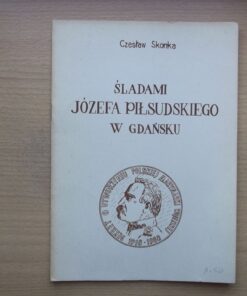 Czesław Skonka
ŚLADAMI
JÓZEFA PIŁSUDSKIEGO
W GDAŃSKU